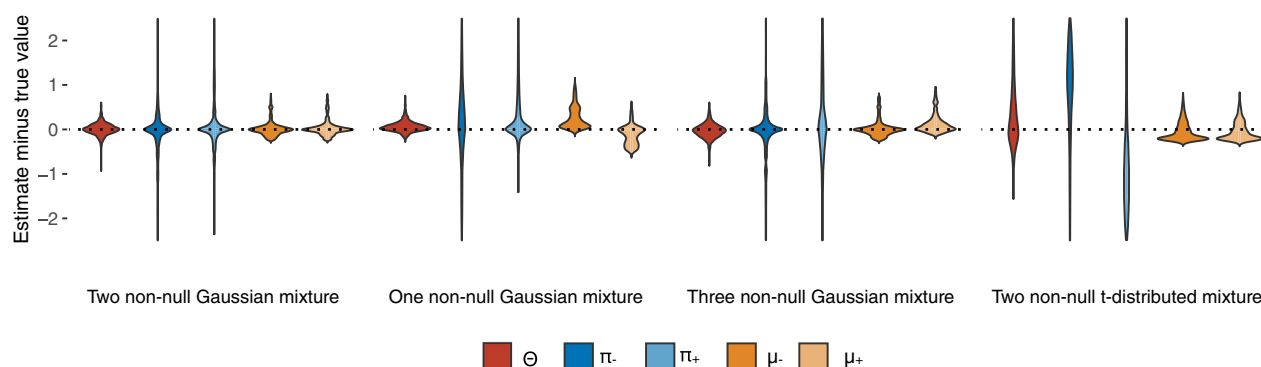 Estimate minus true value
2
1
0
−1
−2
Two non-null Gaussian mixture
One non-null Gaussian mixture
Three non-null Gaussian mixture
Two non-null t-distributed mixture
Θ π- π+ μ- μ+